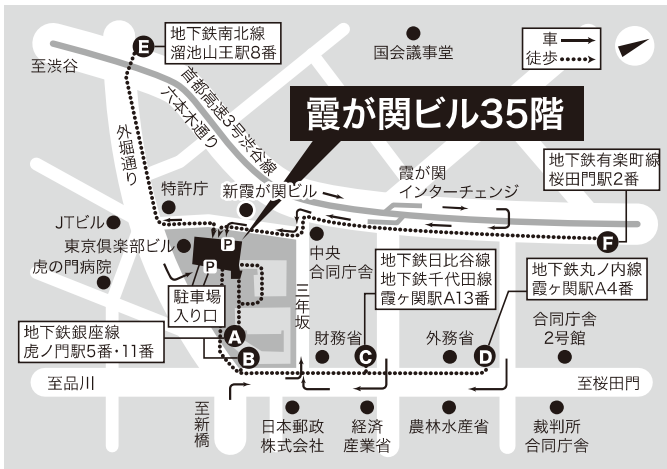 地下鉄南北線
溜池山王駅8番
E
国会議事堂
車
徒歩
至渋谷
首都高速3号渋谷線
六本木通り
霞が関ビル35階
外堀通り
地下鉄有楽町線
桜田門駅2番
霞が関
インターチェンジ
特許庁
新霞が関ビル
JTビル
東京倶楽部ビル
虎の門病院
P
P
中央
合同庁舎
F
駐車場
入り口
三年坂
地下鉄日比谷線
地下鉄千代田線
霞ヶ関駅A13番
地下鉄丸ノ内線
霞ヶ関駅A4番
地下鉄銀座線
虎ノ門駅5番・11番
A
B
財務省
C
外務省
D
合同庁舎
2号館
至品川
至桜田門
至新橋
日本郵政
株式会社
経済
産業省
農林水産省
裁判所
合同庁舎